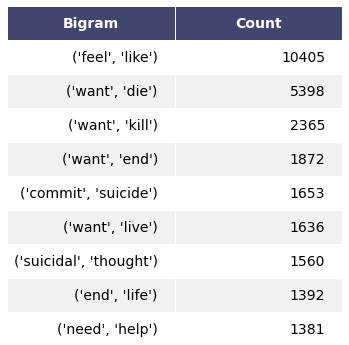 Bigram Count
('feel', 'like') 10405
('want', 'die') 5398
('want', 'kill') 2365
('want', 'end') 1872
('commit', 'suicide') 1653
('want', 'live') 1636
('suicidal', 'thought') 1560
('end', 'life') 1392
('need', 'help') 1381